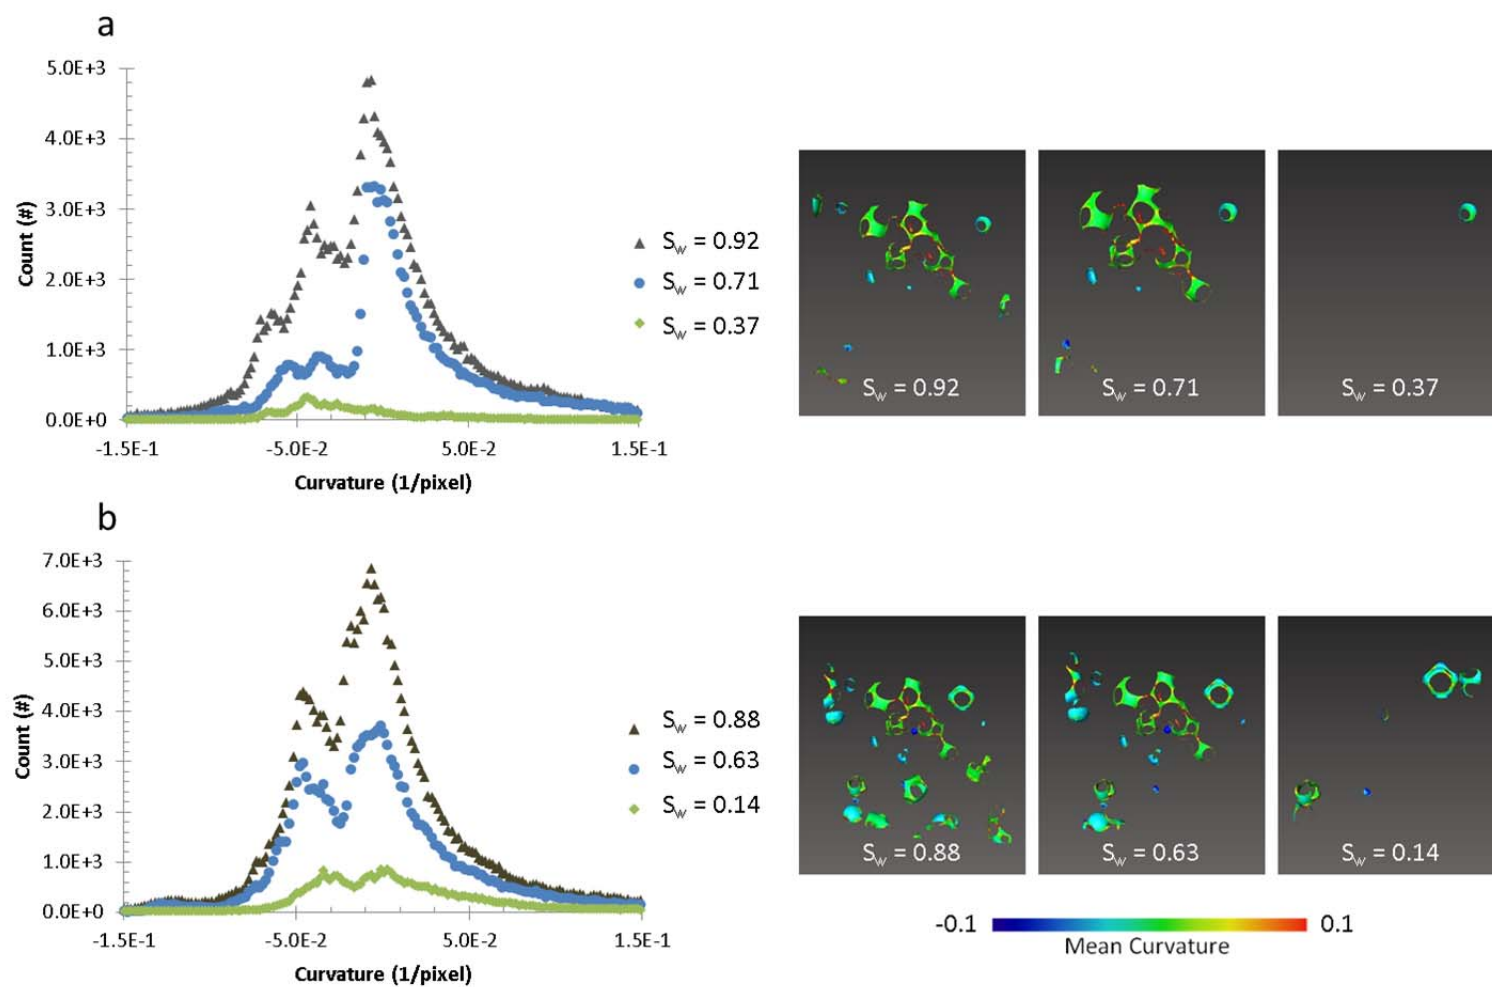 a
5.0E+3
4.0E+3
3.0E+3
2.0E+3
1.0E+3
0.0E+0
Count (#)
-1.5E-1 -5.0E-2 5.0E-2 1.5E-1
Curvature (1/pixel)
Sw = 0.92
Sw = 0.71
Sw = 0.37
Sw = 0.92
Sw = 0.71
Sw = 0.37
b
7.0E+3
6.0E+3
5.0E+3
4.0E+3
3.0E+3
2.0E+3
1.0E+3
0.0E+0
Count (#)
-1.5E-1 -5.0E-2 5.0E-2 1.5E-1
Curvature (1/pixel)
Sw = 0.88
Sw = 0.63
Sw = 0.14
Sw = 0.88
Sw = 0.63
Sw = 0.14
-0.1 0.1
Mean Curvature